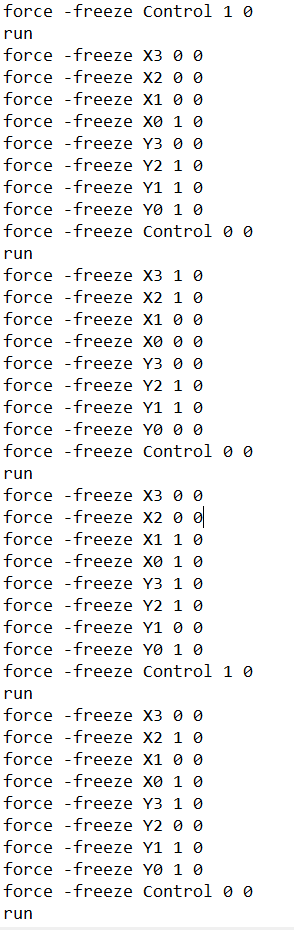 force -freeze Control 1 0
run
force -freeze X3 0 0
force -freeze X2 0 0
force -freeze X1 0 0
force -freeze X0 1 0
force -freeze Y3 0 0
force -freeze Y2 1 0
force -freeze Y1 1 0
force -freeze Y0 1 0
force -freeze Control 0 0
run
force -freeze X3 1 0
force -freeze X2 1 0
force -freeze X1 0 0
force -freeze X0 0 0
force -freeze Y3 0 0
force -freeze Y2 1 0
force -freeze Y1 1 0
force -freeze Y0 0 0
force -freeze Control 0 0
run
force -freeze X3 0 0
force -freeze X2 0 0
force -freeze X1 1 0
force -freeze X0 1 0
force -freeze Y3 1 0
force -freeze Y2 1 0
force -freeze Y1 0 0
force -freeze Y0 1 0
force -freeze Control 1 0
run
force -freeze X3 0 0
force -freeze X2 1 0
force -freeze X1 0 0
force -freeze X0 1 0
force -freeze Y3 1 0
force -freeze Y2 0 0
force -freeze Y1 1 0
force -freeze Y0 1 0
force -freeze Control 0 0
run